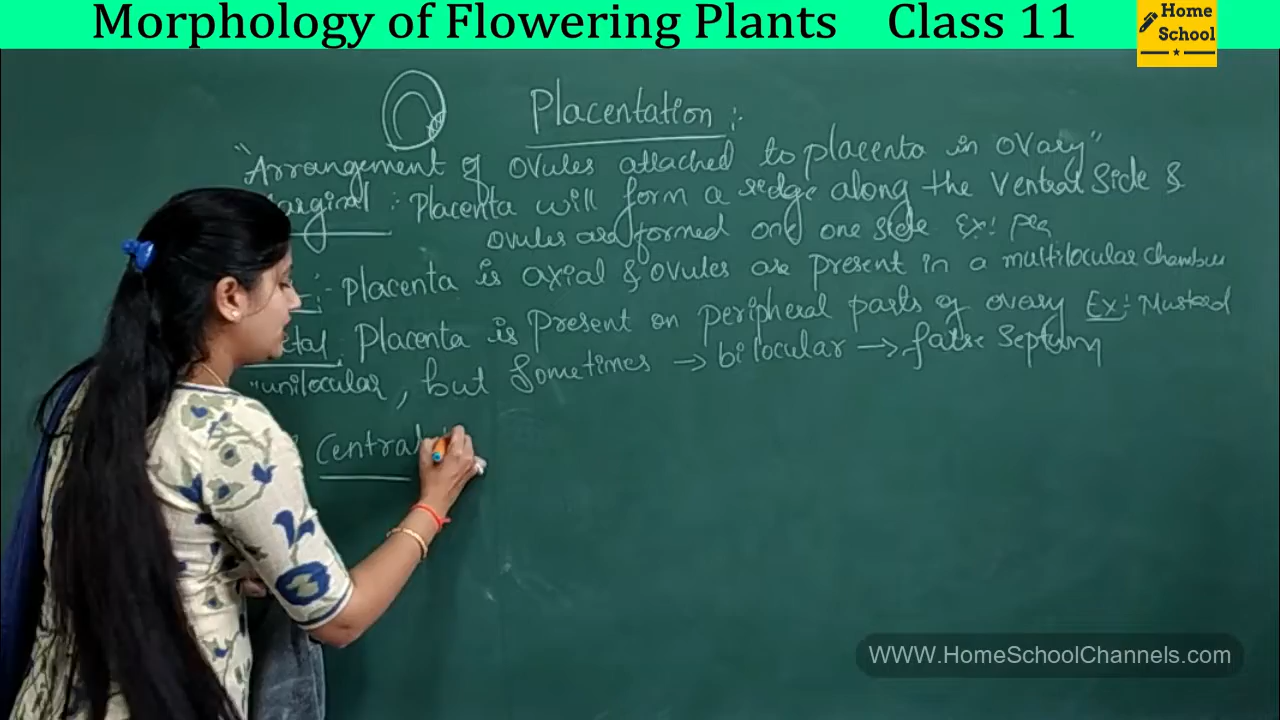 Morphology of Flowering Plants Class 11
Home
School
Placentation :-
"Arrangement of ovules attached to placenta in ovary"
Marginal :- Placenta will form a redge along the ventral side &
ovules are formed one one side Ex:- Pea
:- Placenta is axial & ovules are present in a multilocular chamber
Placenta is present on peripheral parts of ovary Ex:- Mustard
"unilocular, but sometimes → bilocular → false septum
Central
WWW.HomeSchoolChannels.com